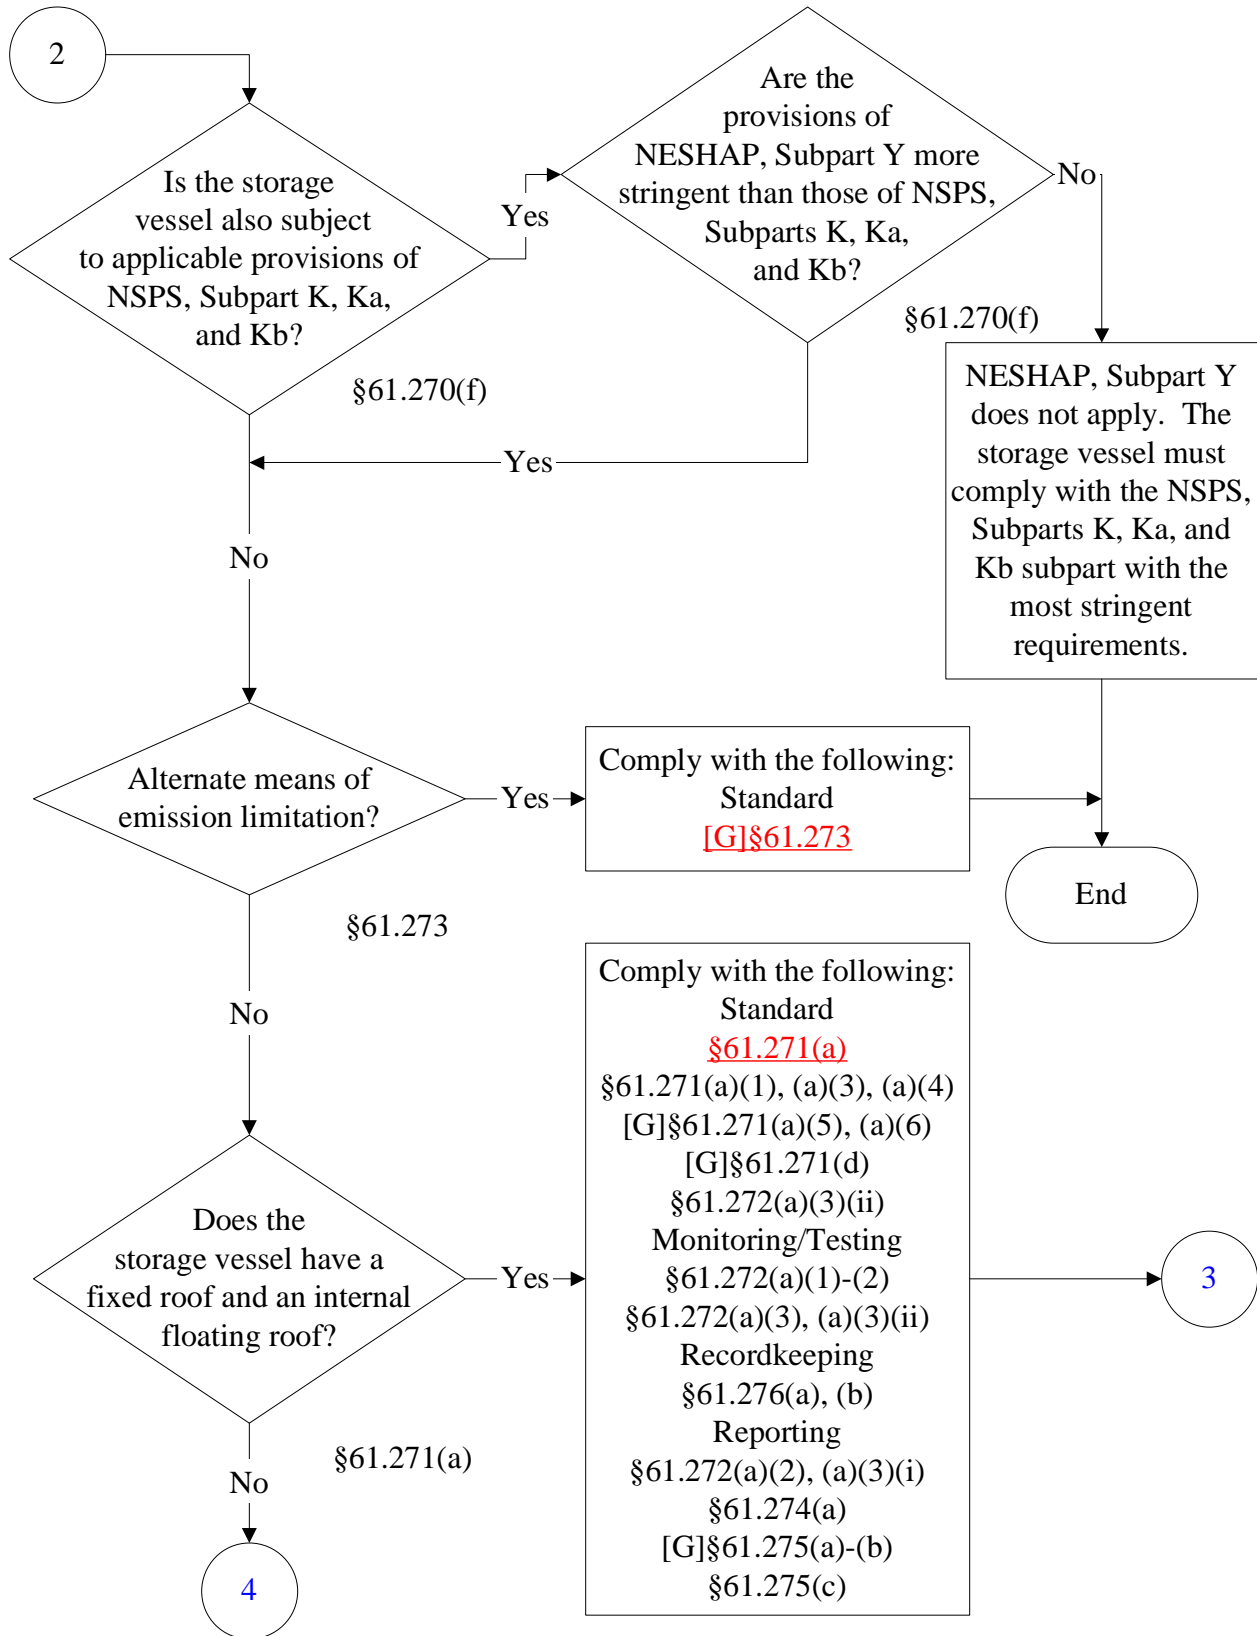 2
Is the storage
vessel also subject
to applicable provisions of
NSPS, Subpart K, Ka,
and Kb?
§61.270(f)
Yes
Are the
provisions of
NESHAP, Subpart Y more
stringent than those of NSPS,
Subparts K, Ka,
and Kb?
§61.270(f)
No
NESHAP, Subpart Y
does not apply.  The
storage vessel must
comply with the NSPS,
Subparts K, Ka, and
Kb subpart with the
most stringent
requirements.
Yes
No
Alternate means of
emission limitation?
§61.273
Yes
Comply with the following:
Standard
[G]§61.273
End
No
Does the
storage vessel have a
fixed roof and an internal
floating roof?
§61.271(a)
Yes
Comply with the following:
Standard
§61.271(a)
§61.271(a)(1), (a)(3), (a)(4)
[G]§61.271(a)(5), (a)(6)
[G]§61.271(d)
§61.272(a)(3)(ii)
Monitoring/Testing
§61.272(a)(1)-(2)
§61.272(a)(3), (a)(3)(ii)
Recordkeeping
§61.276(a), (b)
Reporting
§61.272(a)(2), (a)(3)(i)
§61.274(a)
[G]§61.275(a)-(b)
§61.275(c)
3
No
4